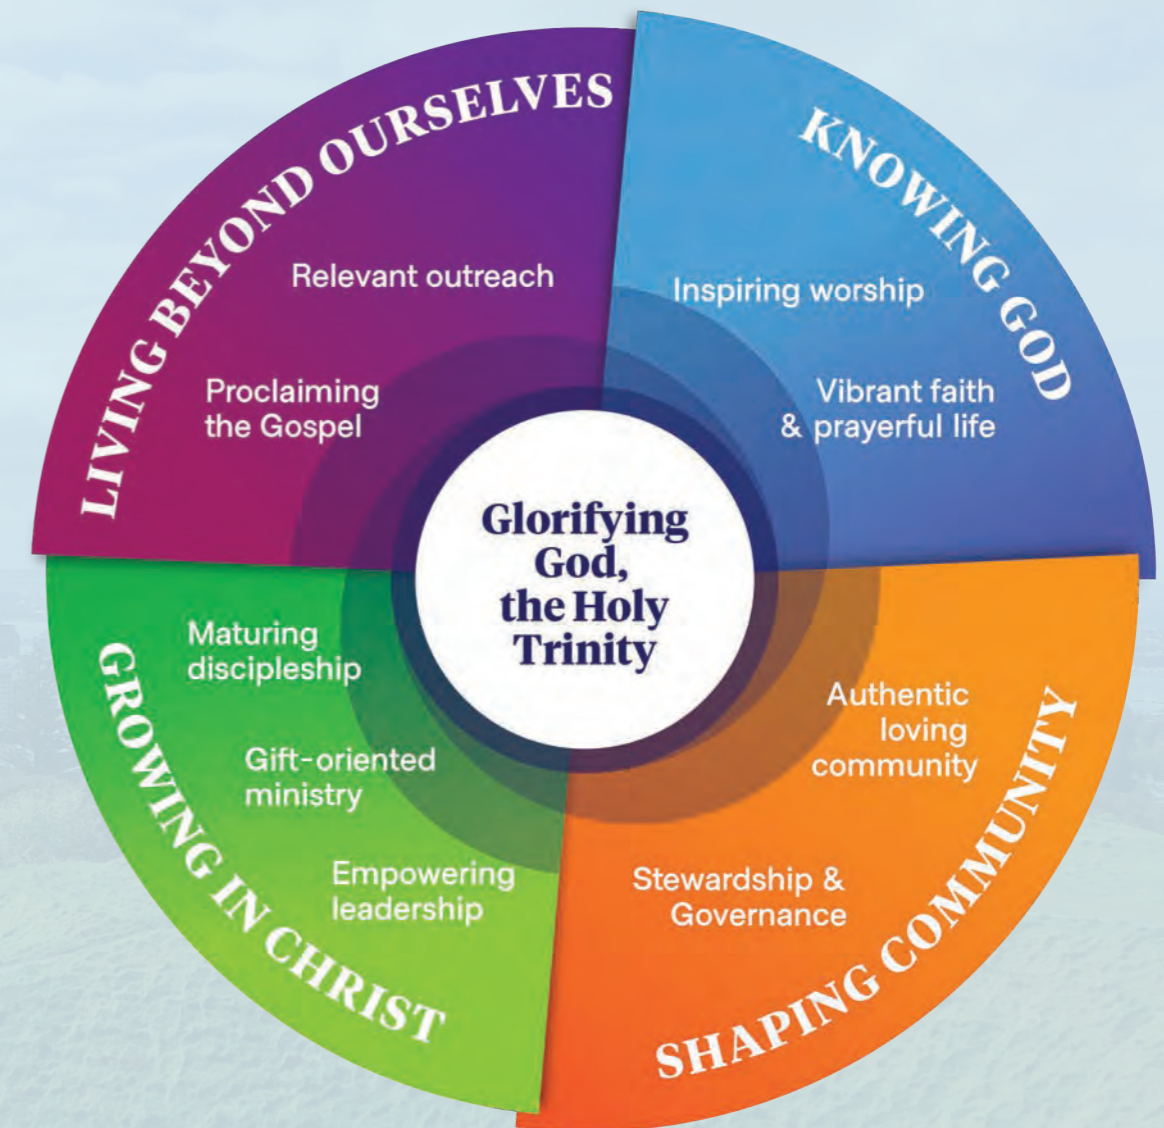 LIVING BEYOND OURSELVES
Relevant outreach
Proclaiming
the Gospel
KNOWING GOD
Inspiring worship
Vibrant faith
& prayerful life
Glorifying
God,
the Holy
Trinity
GROWING IN CHRIST
Maturing
discipleship
Gift-oriented
ministry
Empowering
leadership
SHAPING COMMUNITY
Authentic
loving
community
Stewardship &
Governance